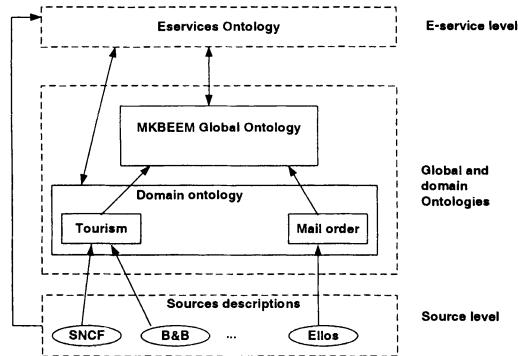 Eservices Ontology
E-service level
MKBEEM Global Ontology
Global and
domain
Ontologies
Domain ontology
Tourism
Mail order
Sources descriptions
Source level
SNCF
B&B
...
Ellos